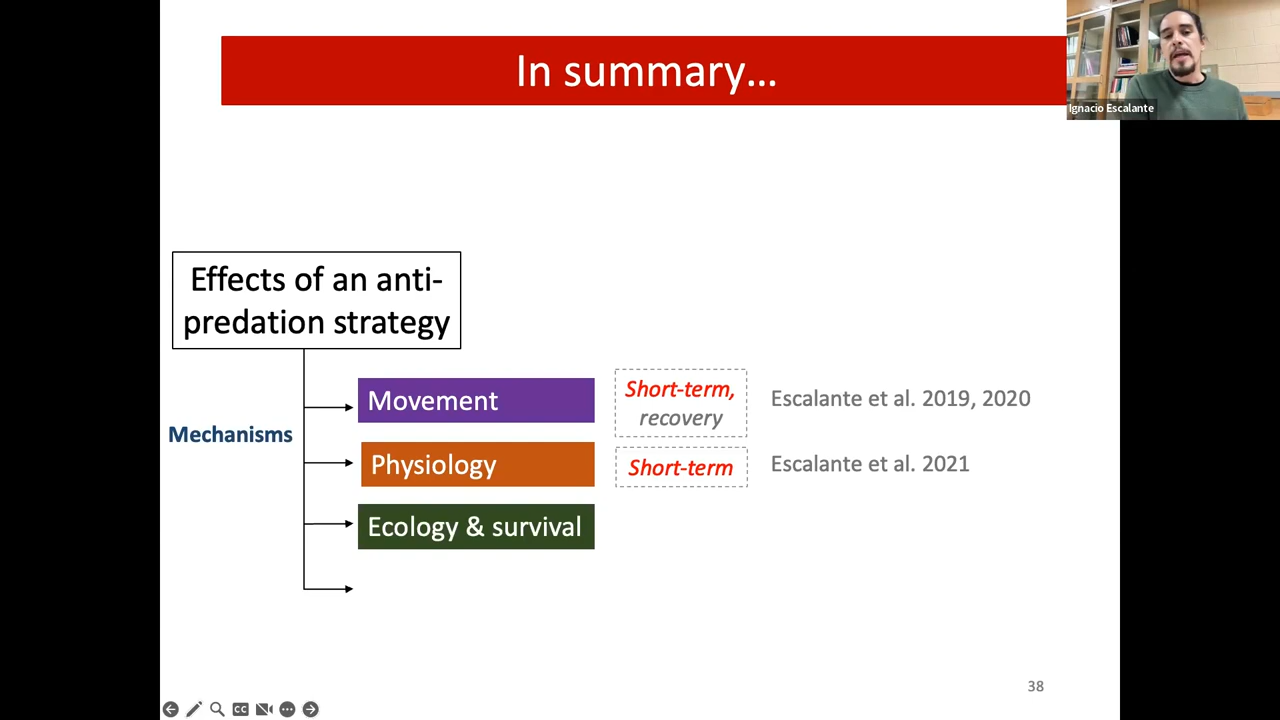 In summary...
Ignacio Escalante
Effects of an anti-
predation strategy
Movement
Short-term,
recovery
Escalante et al. 2019, 2020
Mechanisms
Physiology
Short-term
Escalante et al. 2021
Ecology & survival
38
CC